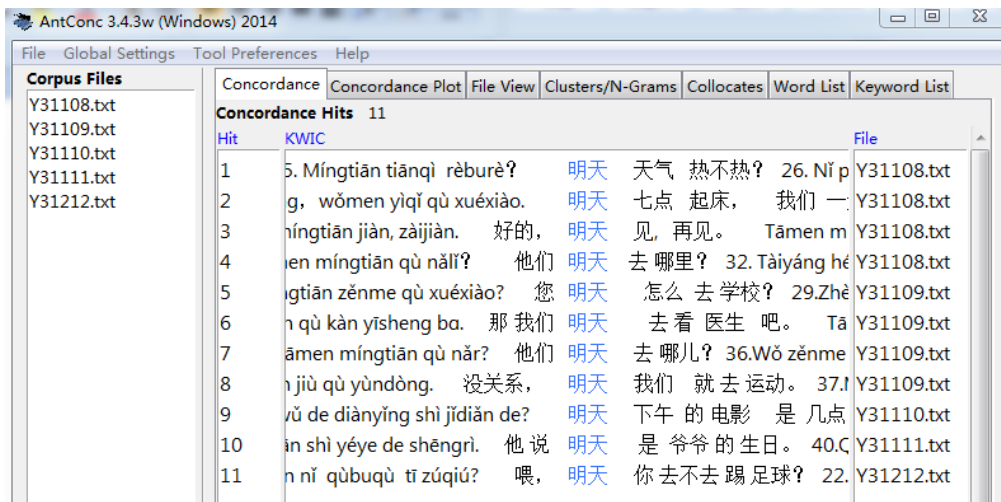 AntConc 3.4.3w (Windows) 2014
File Global Settings Tool Preferences Help
Corpus Files
Y31108.txt
Y31109.txt
Y31110.txt
Y31111.txt
Y31212.txt
Concordance Concordance Plot File View Clusters/N-Grams Collocates Word List Keyword List
Concordance Hits 11
Hit KWIC File
1 5. Míngtiān tiānqì rèburè? 明天 天气 热不热? 26. Nǐ p Y31108.txt
2 g, wǒmen yìqǐ qù xuéxiào. 明天 七点 起床, 我们 一 Y31108.txt
3 míngtiān jiàn, zàijiàn. 好的, 明天 见, 再见。 Tāmen m Y31108.txt
4 en míngtiān qù nǎlǐ? 他们 明天 去 哪里? 32. Tàiyáng hé Y31108.txt
5 gtiān zěnme qù xuéxiào? 您 明天 怎么 去 学校? 29.Zhè Y31109.txt
6 n qù kàn yīsheng ba. 那 我们 明天 去 看 医生 吧。 Tā Y31109.txt
7 āmen míngtiān qù nǎr? 他们 明天 去 哪儿? 36.Wǒ zěnme Y31109.txt
8 jiù qù yùndòng. 没关系, 明天 我们 就 去 运动。 37. Y31109.txt
9 wǔ de diànyǐng shì jǐdiǎn de? 明天 下午 的 电影 是 几点 Y31110.txt
10 ān shì yéye de shēngrì. 他 说 明天 是 爷爷 的 生日。 40. Y31111.txt
11 n nǐ qùbuqù tī zúqiú? 喂, 明天 你 去不去 踢 足球? 22. Y31212.txt